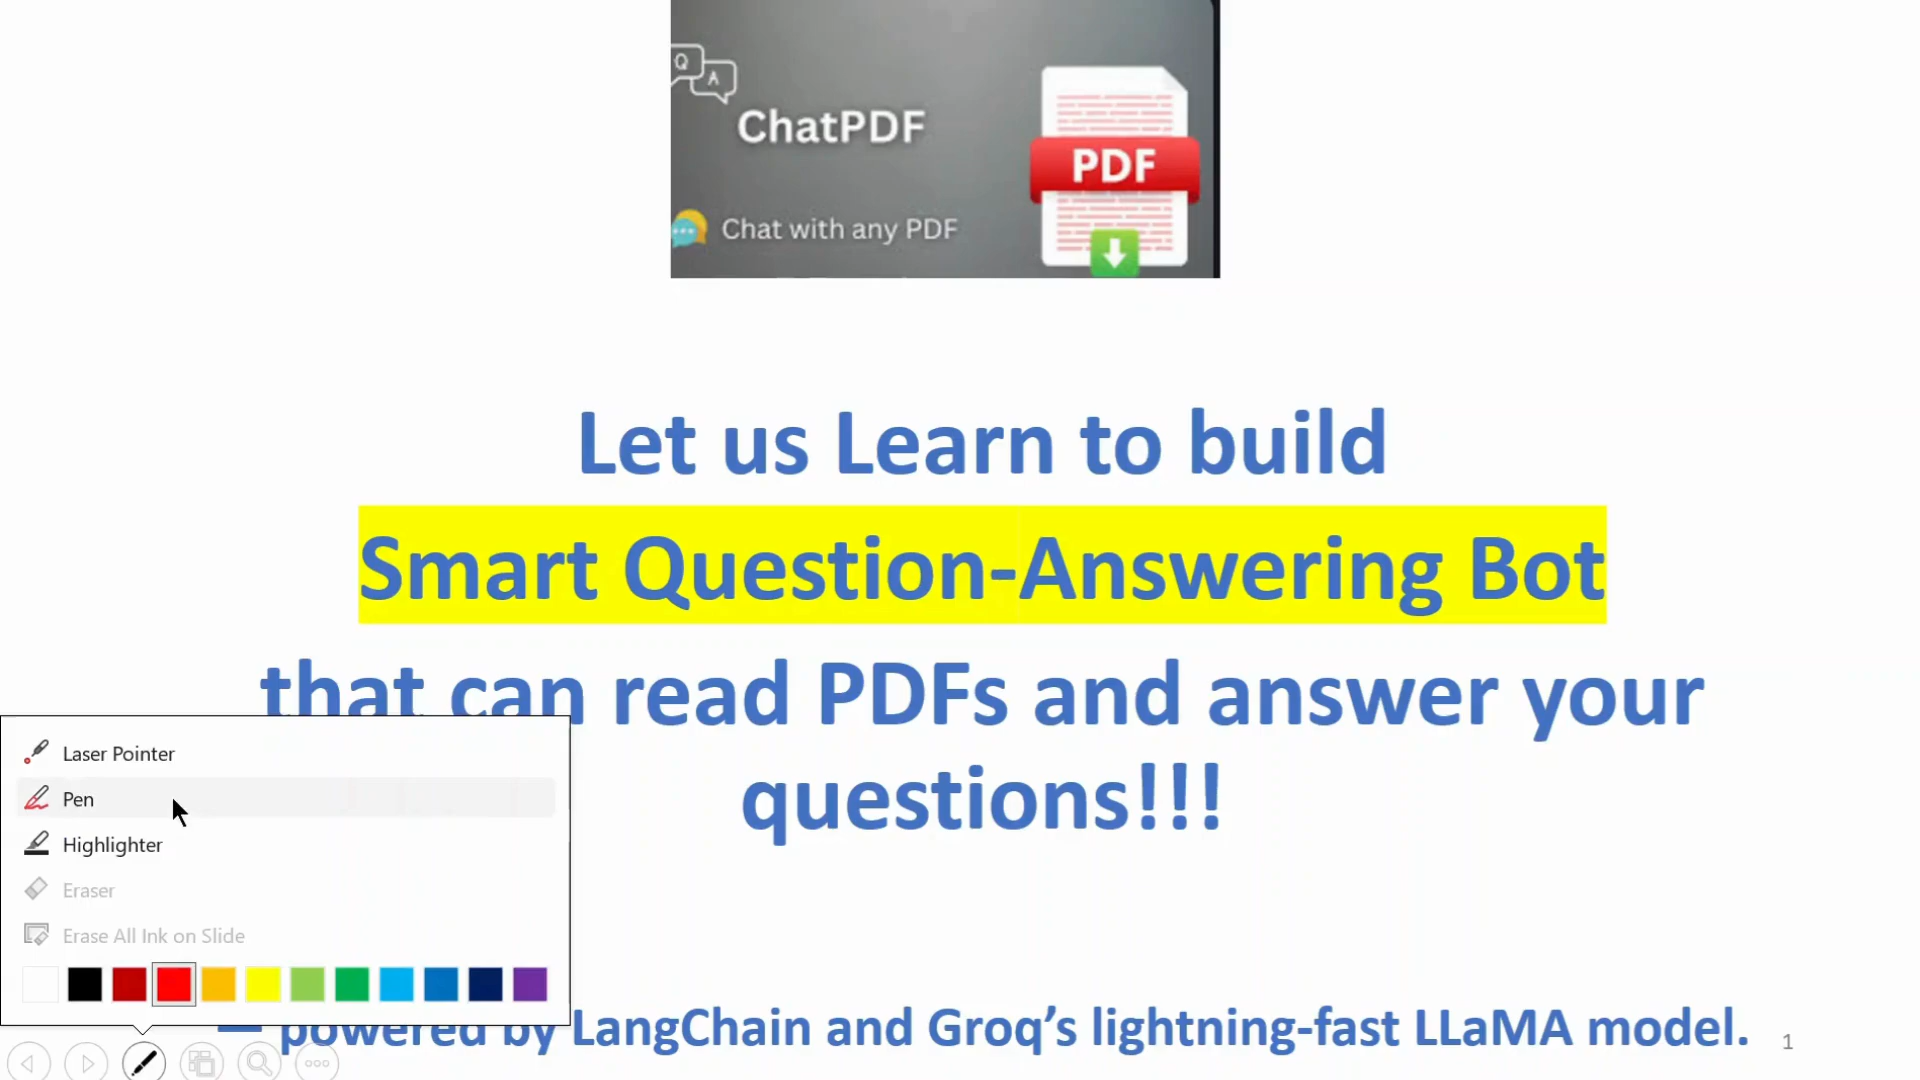 Q
A
ChatPDF
PDF
Chat with any PDF
Let us Learn to build
Smart Question-Answering Bot
that can read PDFs and answer your
questions!!!
Laser Pointer
Pen
Highlighter
Eraser
Erase All Ink on Slide
— powered by LangChain and Groq’s lightning-fast LLaMA model.
1